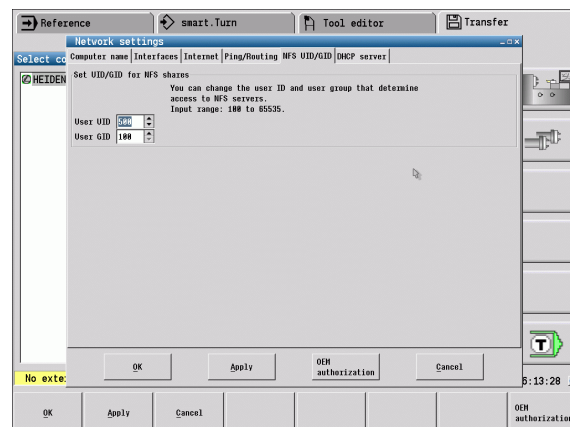 Reference
smart.Turn
Tool editor
Transfer
Network settings
Select co
Computer name Interfaces Internet Ping/Routing NFS UID/GID DHCP server
HEIDEN
Set UID/GID for NFS shares
You can change the user ID and user group that determine
access to NFS servers.
Input range: 100 to 65535.
User UID 500
User GID 100
T
OK Apply OEM authorization Cancel
No exte
6:13:28
OK Apply Cancel OEM authorization